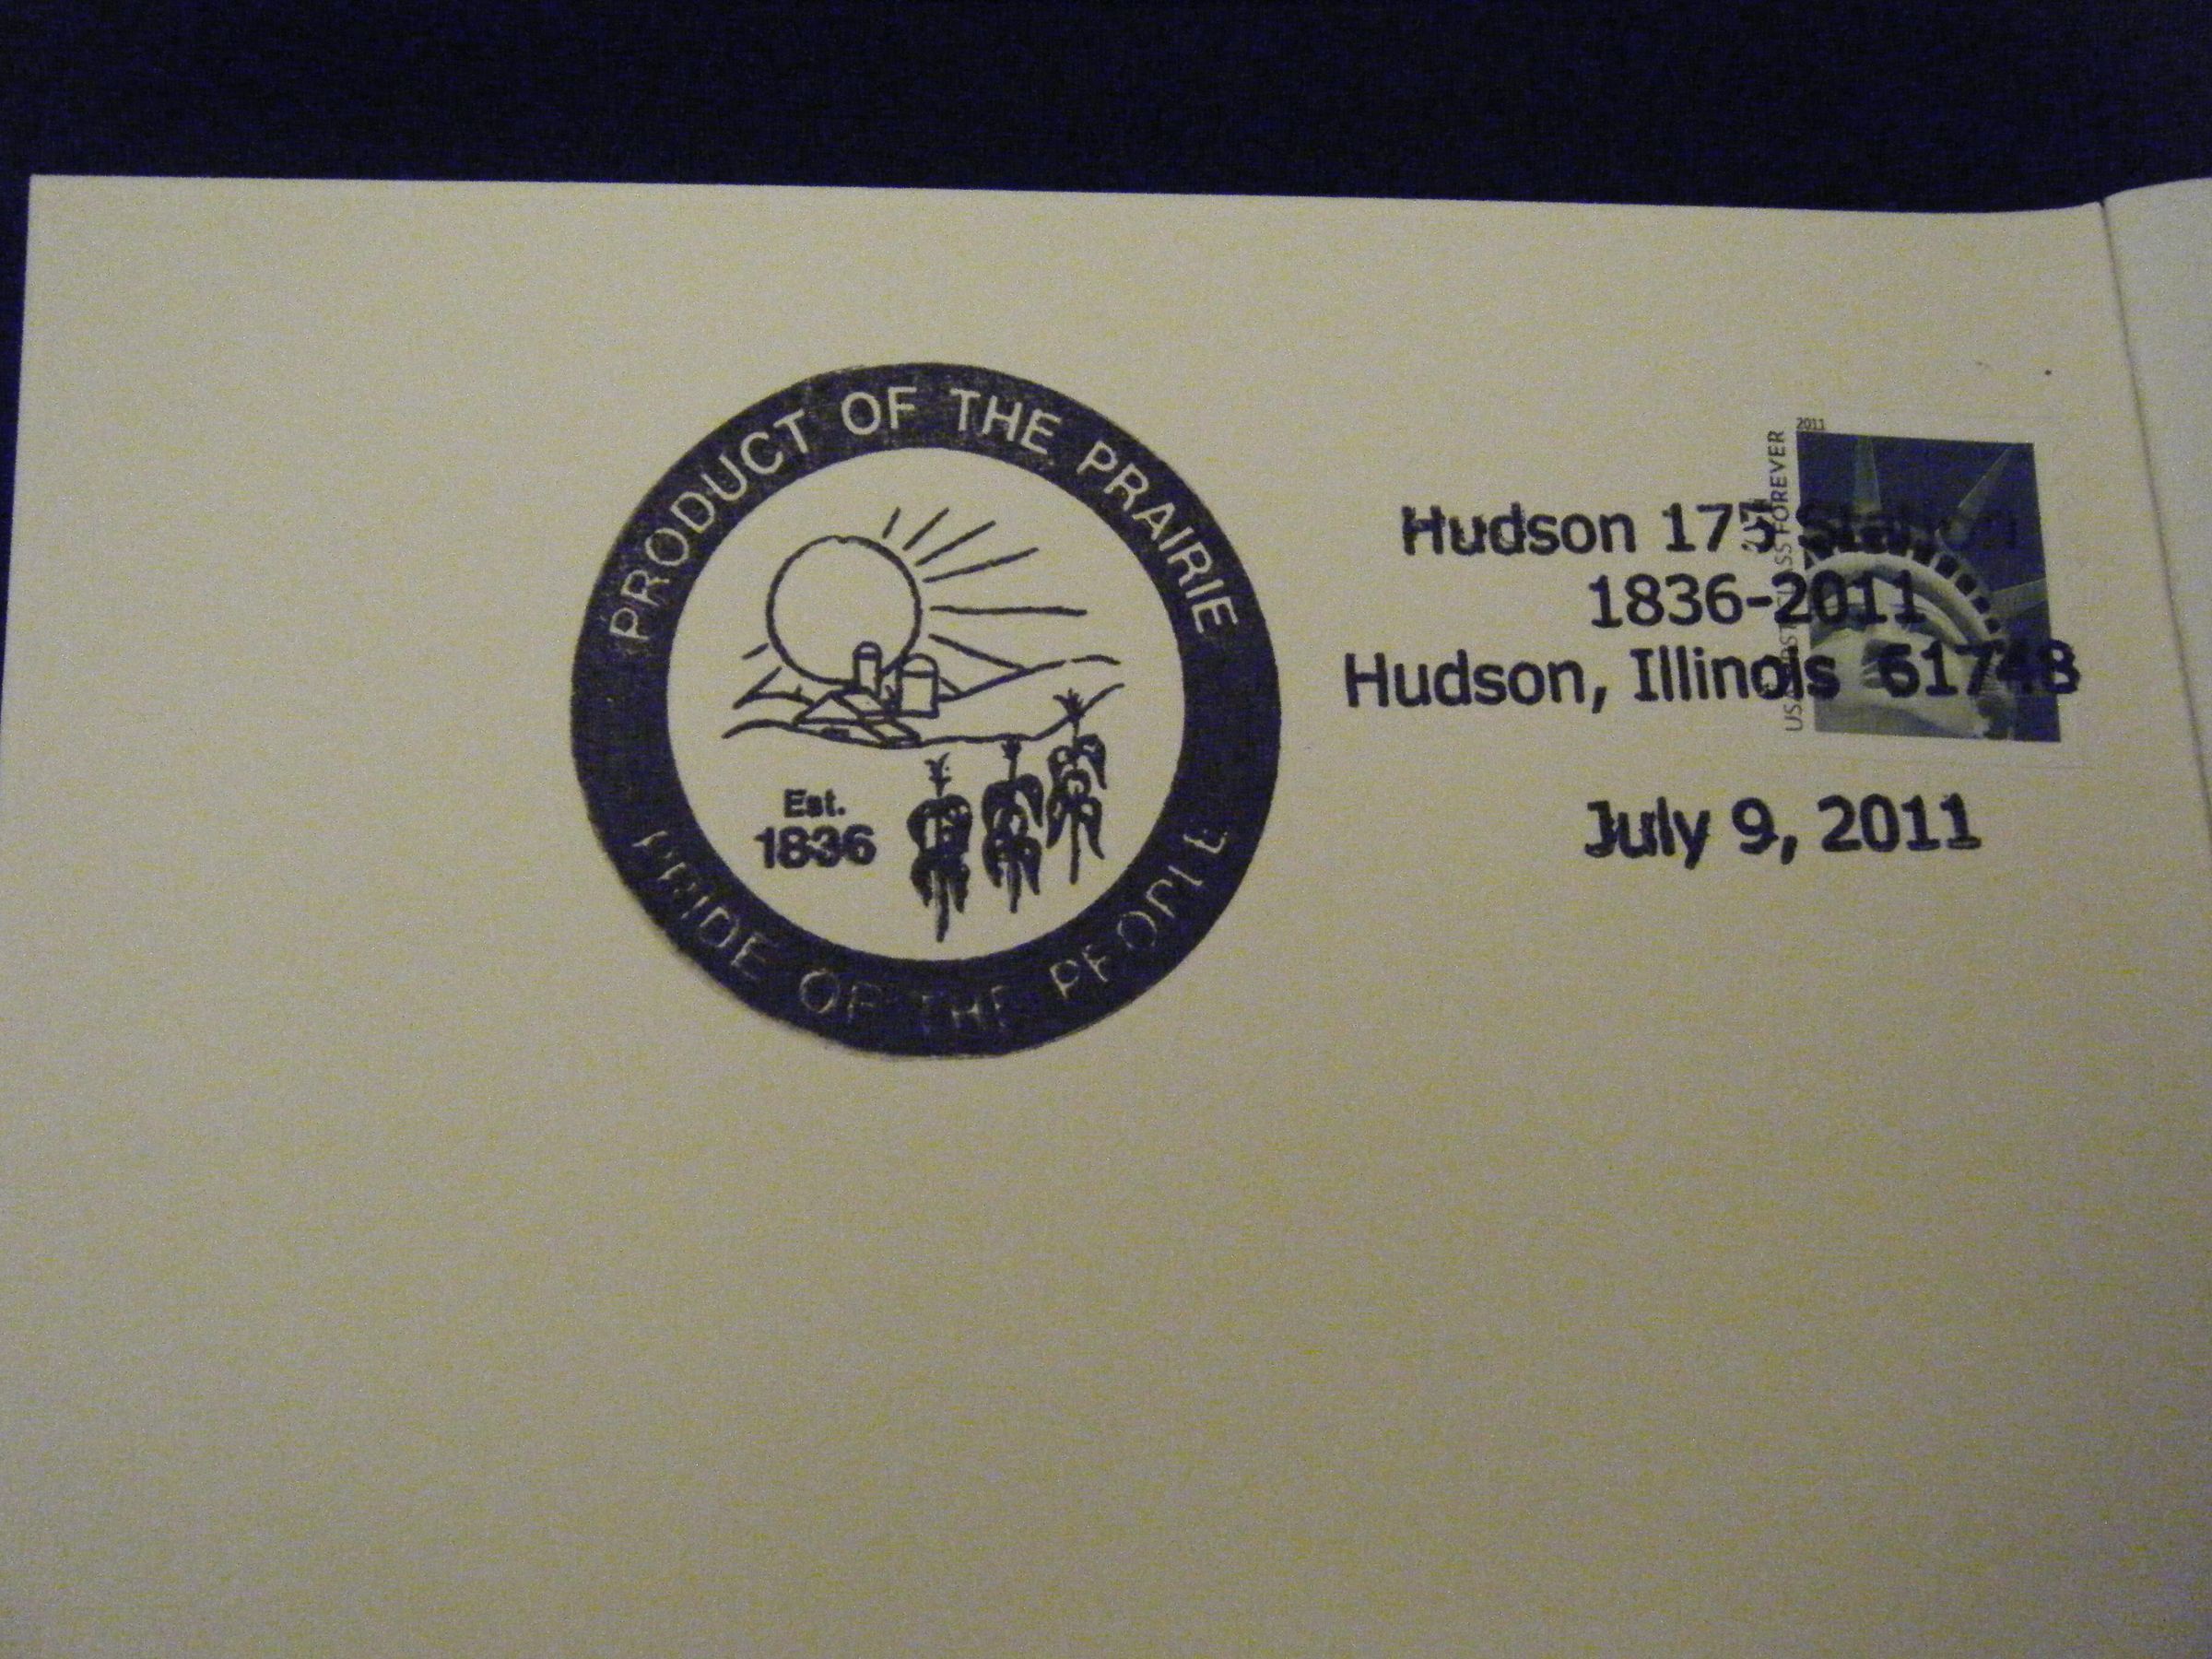 PRODUCT OF THE PRAIRIE
Est.
1836
PRIDE OF THE PEOPLE
2011
FOREVER
Hudson 175 Station
1836-2011
Hudson, Illinois 61748
July 9, 2011